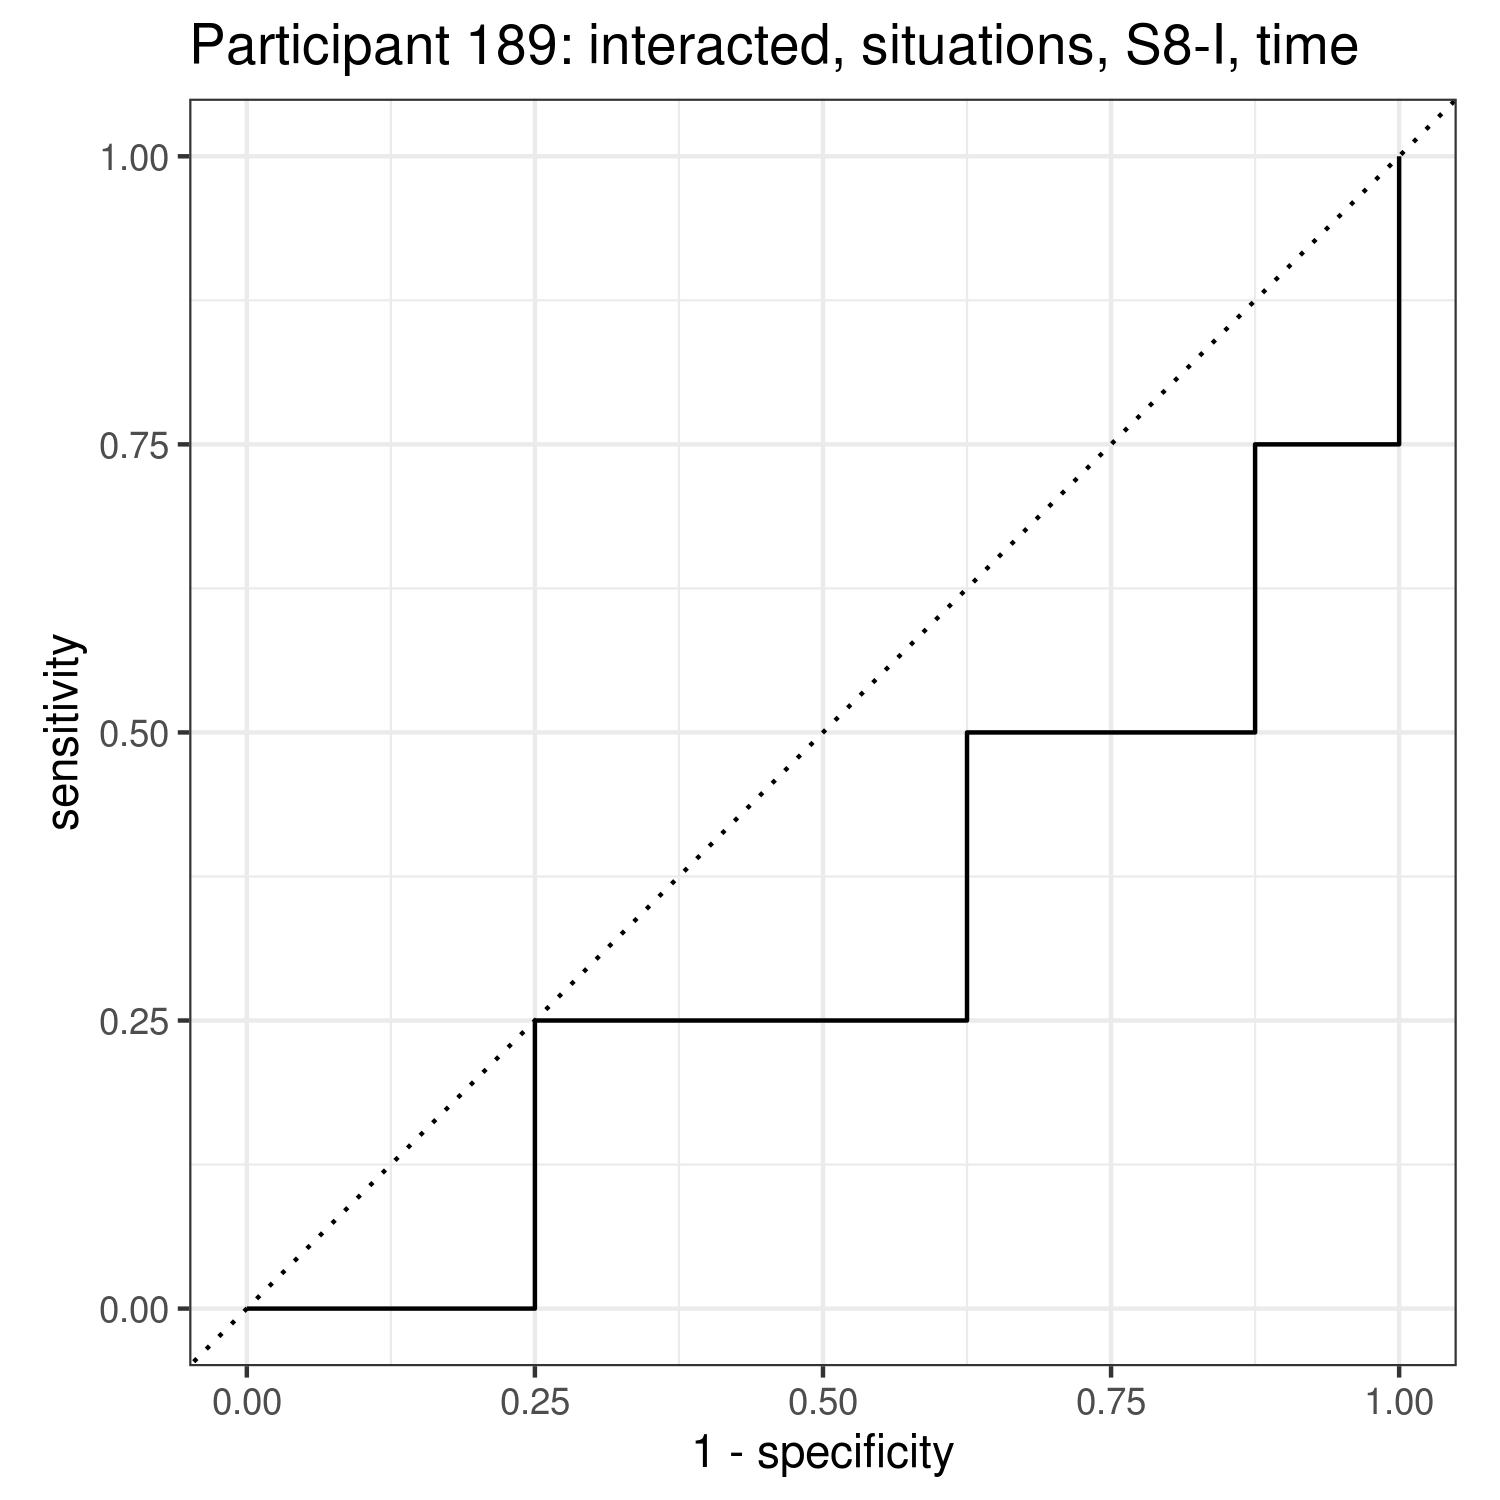 Participant 189: interacted, situations, S8-I, time
1.00
0.75
0.50
0.25
0.00
sensitivity
0.00 0.25 0.50 0.75 1.00
1 - specificity